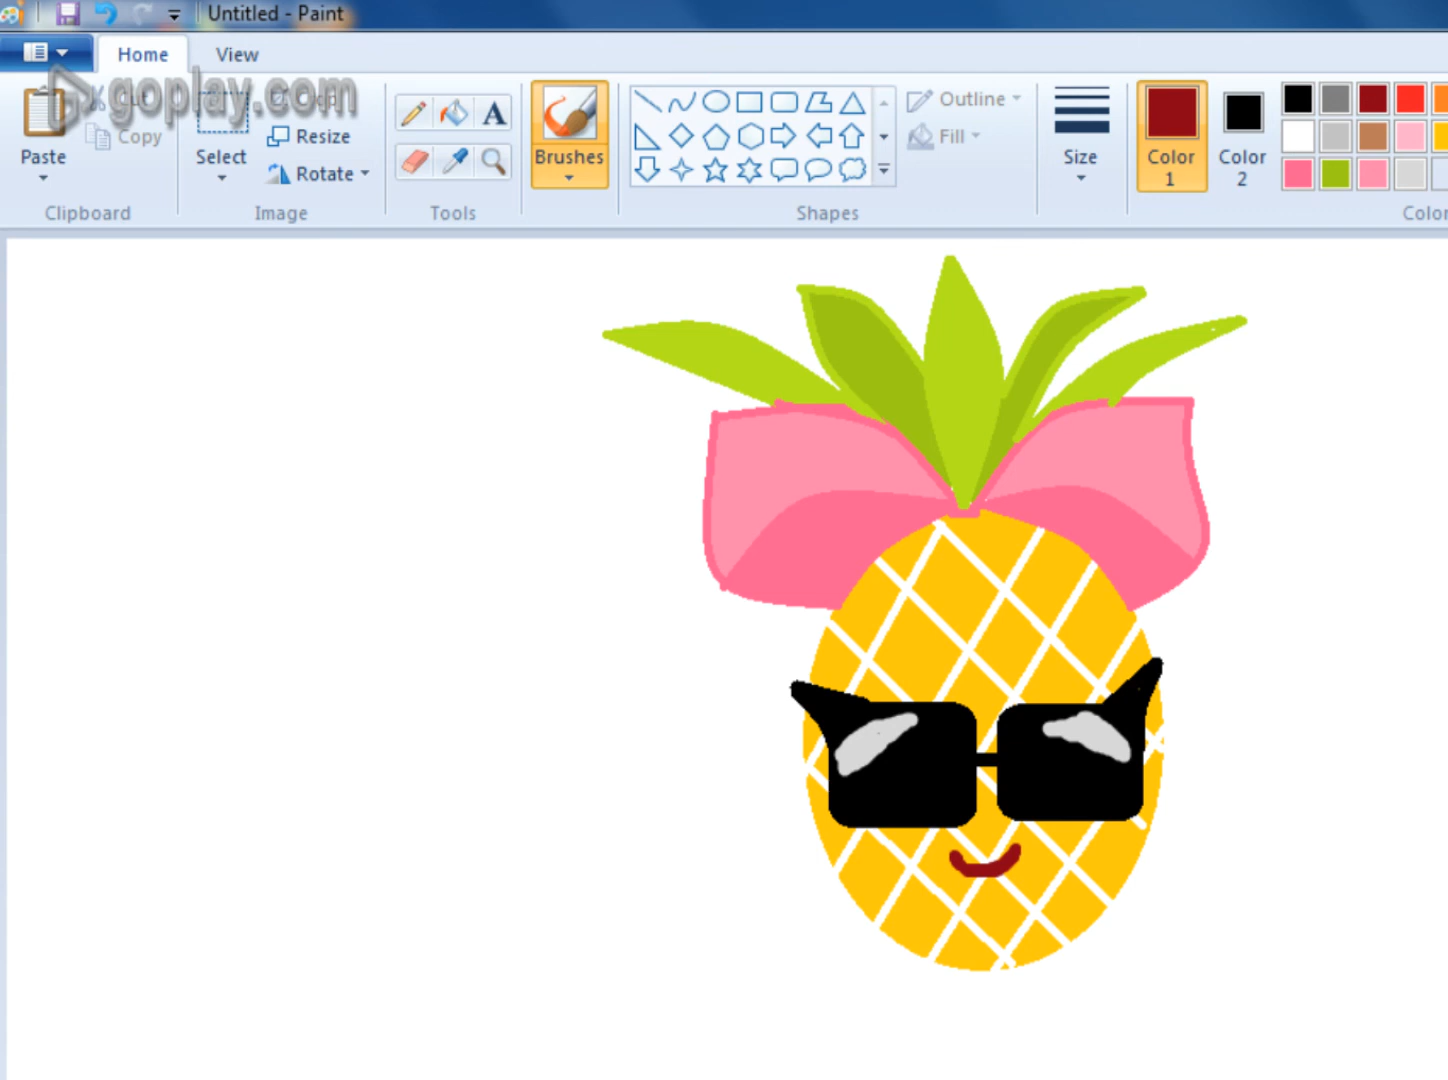 Untitled - Paint
Home View
goplay.com
Paste
Copy
Clipboard
Select
Resize
Rotate
Image
A
Tools
Brushes
Shapes
Outline
Fill
Size
Color
1
Color
2
Color